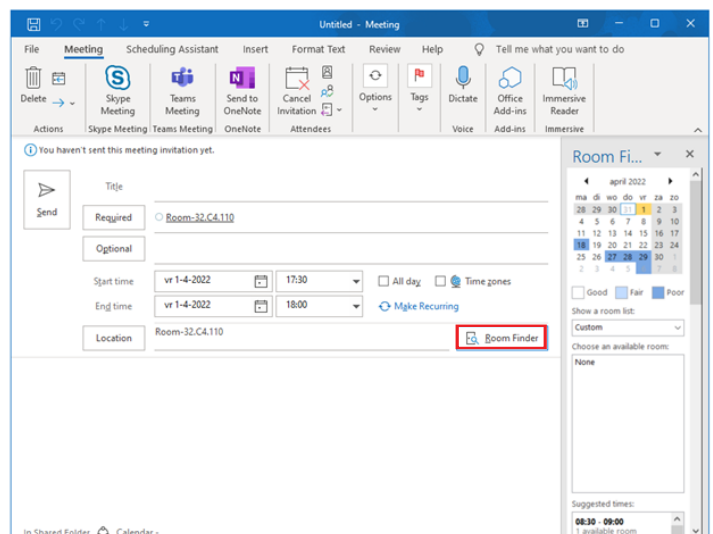 Untitled - Meeting
File Meeting Scheduling Assistant Insert Format Text Review Help Tell me what you want to do
Delete
Skype Meeting
Teams Meeting
Send to OneNote
Cancel Invitation
Options
Tags
Dictate
Office Add-ins
Immersive Reader
Actions Skype Meeting Teams Meeting OneNote Attendees Voice Add-ins Immersive
You haven't sent this meeting invitation yet.
Send
Title
Required Room-32.C4.110
Optional
Start time vr 1-4-2022 17:30 All day Time zones
End time vr 1-4-2022 18:00 Make Recurring
Location Room-32.C4.110 Room Finder
In Shared Folder Calendar -
Room Fi...
april 2022
ma di wo do vr za zo
28 29 30 31 1 2 3
4 5 6 7 8 9 10
11 12 13 14 15 16 17
18 19 20 21 22 23 24
25 26 27 28 29 30 1
2 3 4 5 7 8
Good Fair Poor
Show a room list:
Custom
Choose an available room:
None
Suggested times:
08:30 - 09:00
1 available room